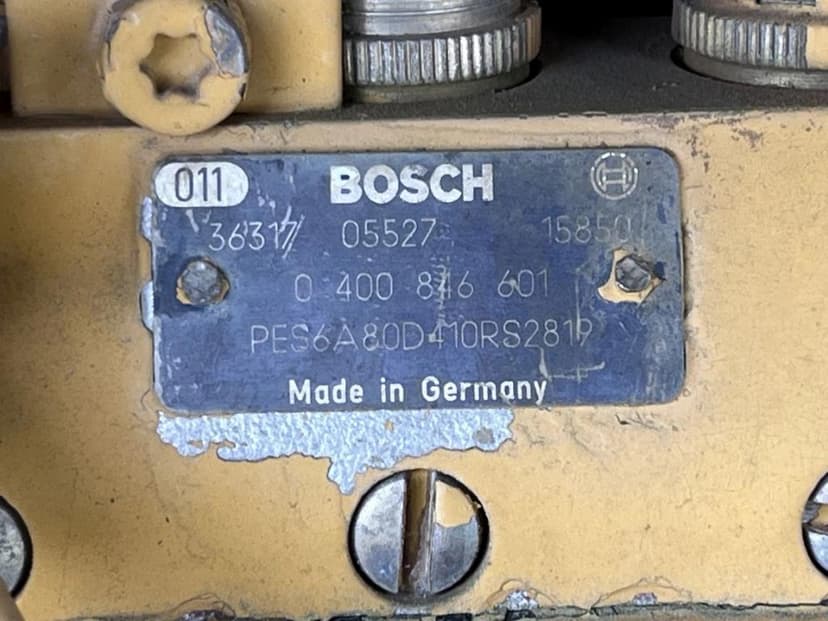 011 BOSCH
36317 05527 15850
0 400 846 601
PES6A80D410RS2819
Made in Germany